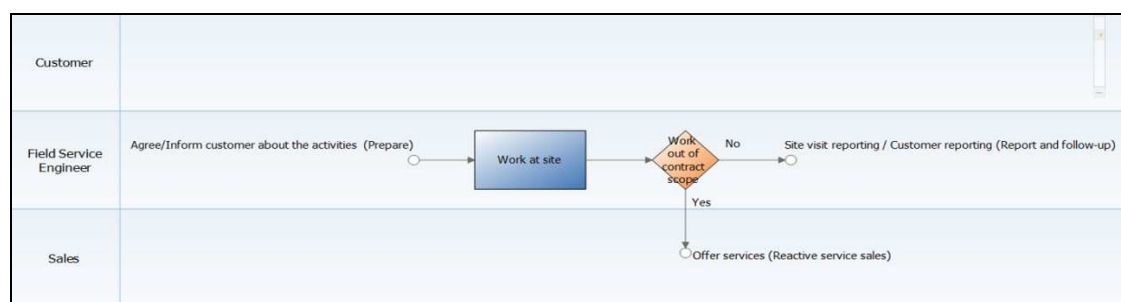 Customer
Field Service
Engineer
Agree/Inform customer about the activities (Prepare)
Work at site
Work
out of
contract
scope
No
Site visit reporting / Customer reporting (Report and follow-up)
Yes
Sales
Offer services (Reactive service sales)